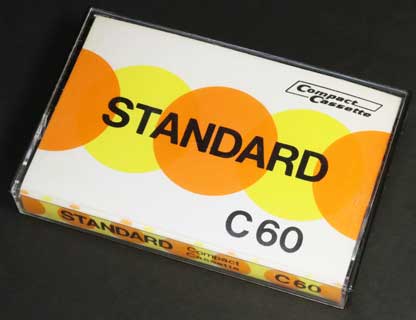 Compact
Cassette
STANDARD
C60
STANDARD Compact
Cassette C60